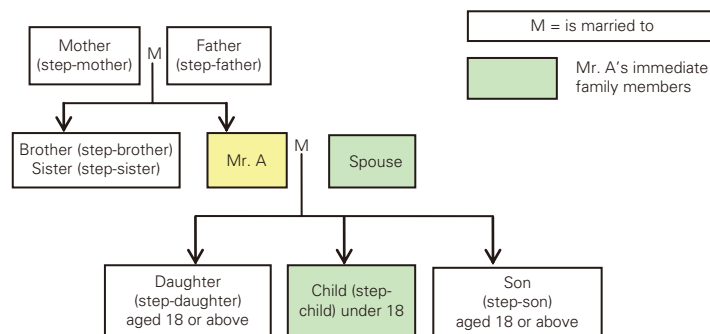 Mother
(step-mother)
M
Father
(step-father)
M = is married to
Mr. A's immediate
family members
Brother (step-brother)
Sister (step-sister)
Mr. A
M
Spouse
Daughter
(step-daughter)
aged 18 or above
Child (step-
child) under 18
Son
(step-son)
aged 18 or above